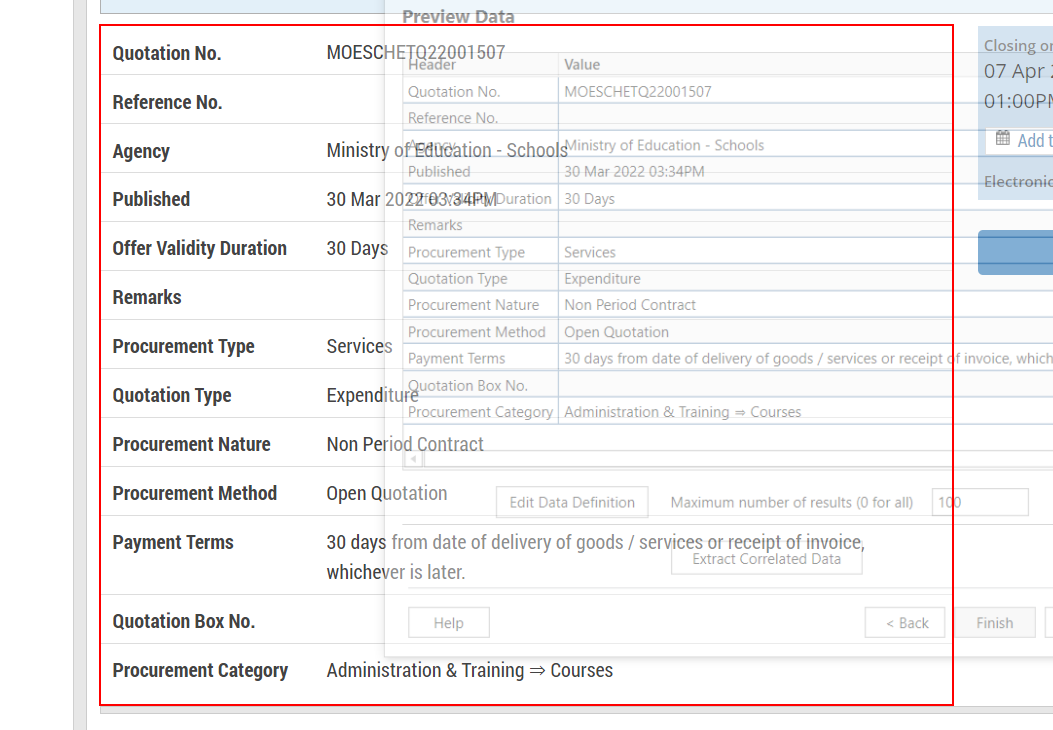 Preview Data
Quotation No. MOESCHETQ22001507
Reference No.
Agency Ministry of Education - Schools
Published 30 Mar 2022 03:34PM
Offer Validity Duration 30 Days
Remarks
Procurement Type Services
Quotation Type Expenditure
Procurement Nature Non Period Contract
Procurement Method Open Quotation
Payment Terms 30 days from date of delivery of goods / services or receipt of invoice,
whichever is later.
Quotation Box No.
Procurement Category Administration & Training ⇒ Courses
Header Value
Quotation No. MOESCHETQ22001507
Reference No.
Agency Ministry of Education - Schools
Published 30 Mar 2022 03:34PM
Offer Validity Duration 30 Days
Remarks
Procurement Type Services
Quotation Type Expenditure
Procurement Nature Non Period Contract
Procurement Method Open Quotation
Payment Terms 30 days from date of delivery of goods / services or receipt of invoice, which
Quotation Box No.
Procurement Category Administration & Training ⇒ Courses
Edit Data Definition Maximum number of results (0 for all) 100
Extract Correlated Data
Help < Back Finish
Closing
07 Apr
01:00PM
Add
Electronic